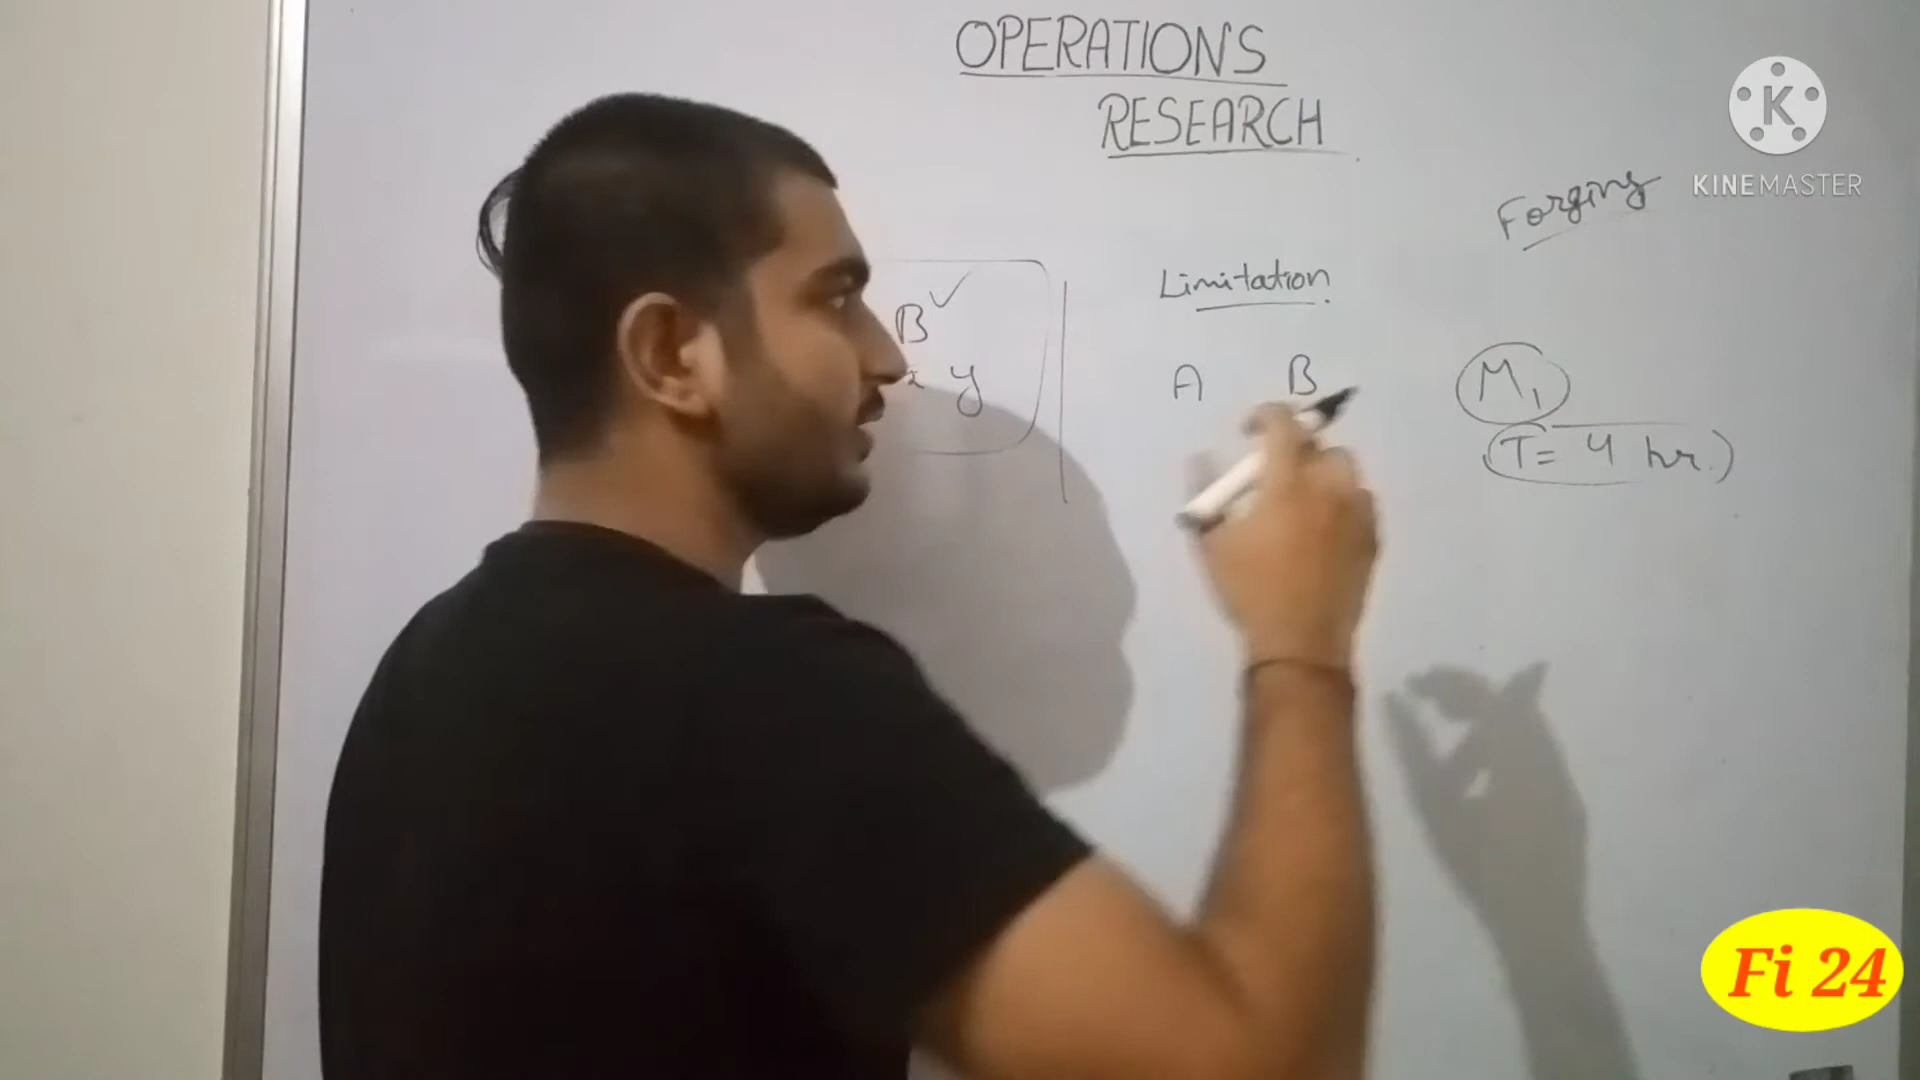 OPERATIONS
RESEARCH
KINEMASTER
Forging
Limitation
B ✓
y
A B
M₁
T = 4 hr.
Fi 24